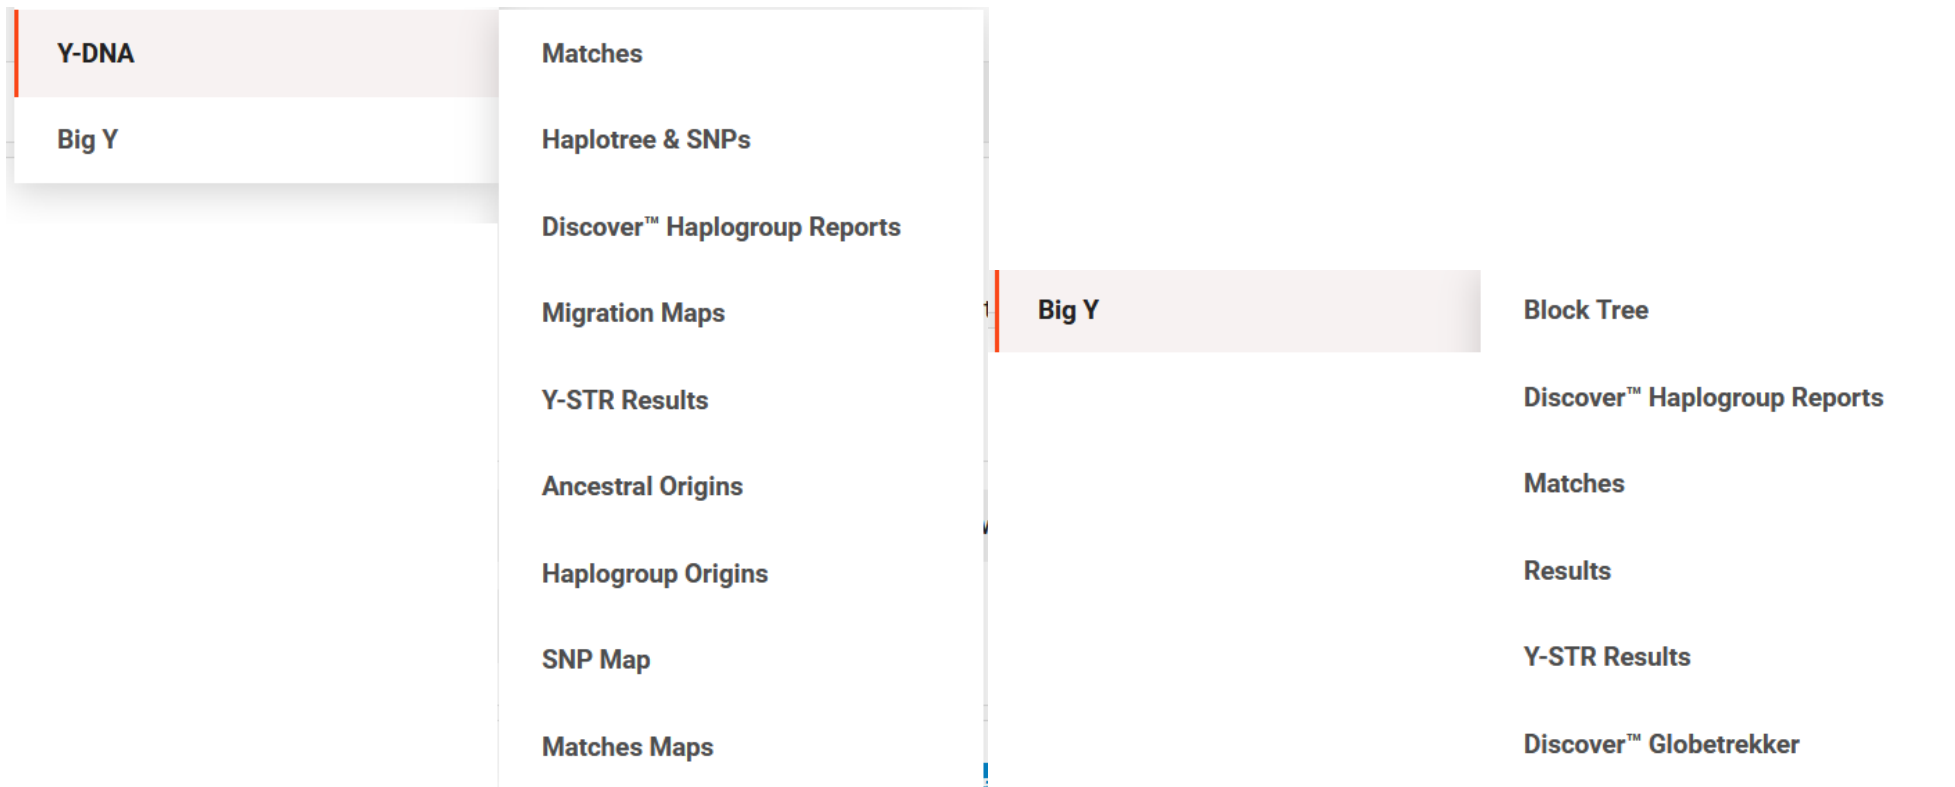 Y-DNA
Big Y
Matches
Haplotree & SNPs
Discover™ Haplogroup Reports
Migration Maps
Y-STR Results
Ancestral Origins
Haplogroup Origins
SNP Map
Matches Maps
Big Y
Block Tree
Discover™ Haplogroup Reports
Matches
Results
Y-STR Results
Discover™ Globetrekker